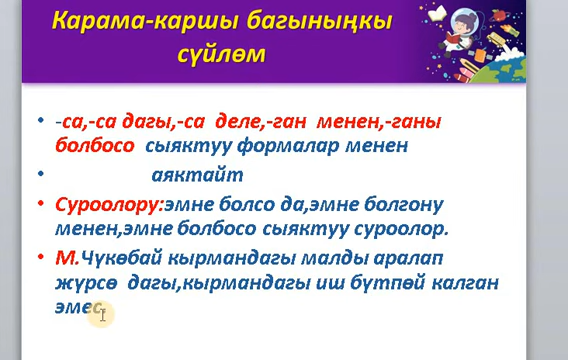 Карама-каршы багыныңкы
сүйлөм
• -са,-са дагы,-са деле,-ган менен,-ганы
болбосо сыяктуу формалар менен
• аяктайт
• Суроолору:эмне болсо да,эмне болгону
менен,эмне болбосо сыяктуу суроолор.
• М.Чүкөбай кырмандагы малды аралап
жүрсө дагы,кырмандагы иш бүтпөй калган
эмес.